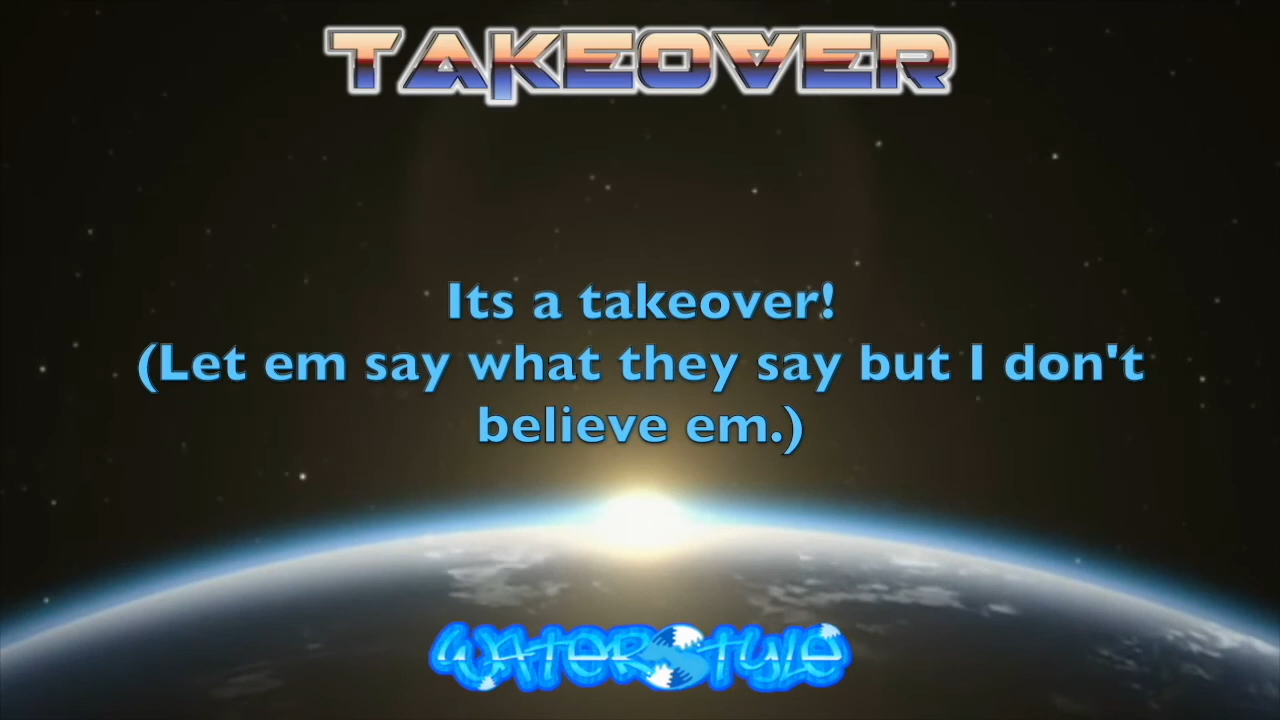 TAKEOVER
Its a takeover!
(Let em say what they say but I don't
believe em.)
WATERSTYLE